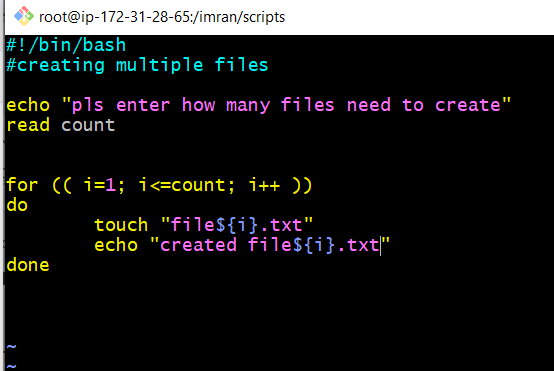 root@ip-172-31-28-65:/imran/scripts
#!/bin/bash
#creating multiple files
echo "pls enter how many files need to create"
read count
for (( i=1; i<=count; i++ ))
do
touch "file${i}.txt"
echo "created file${i}.txt"
done
~
~